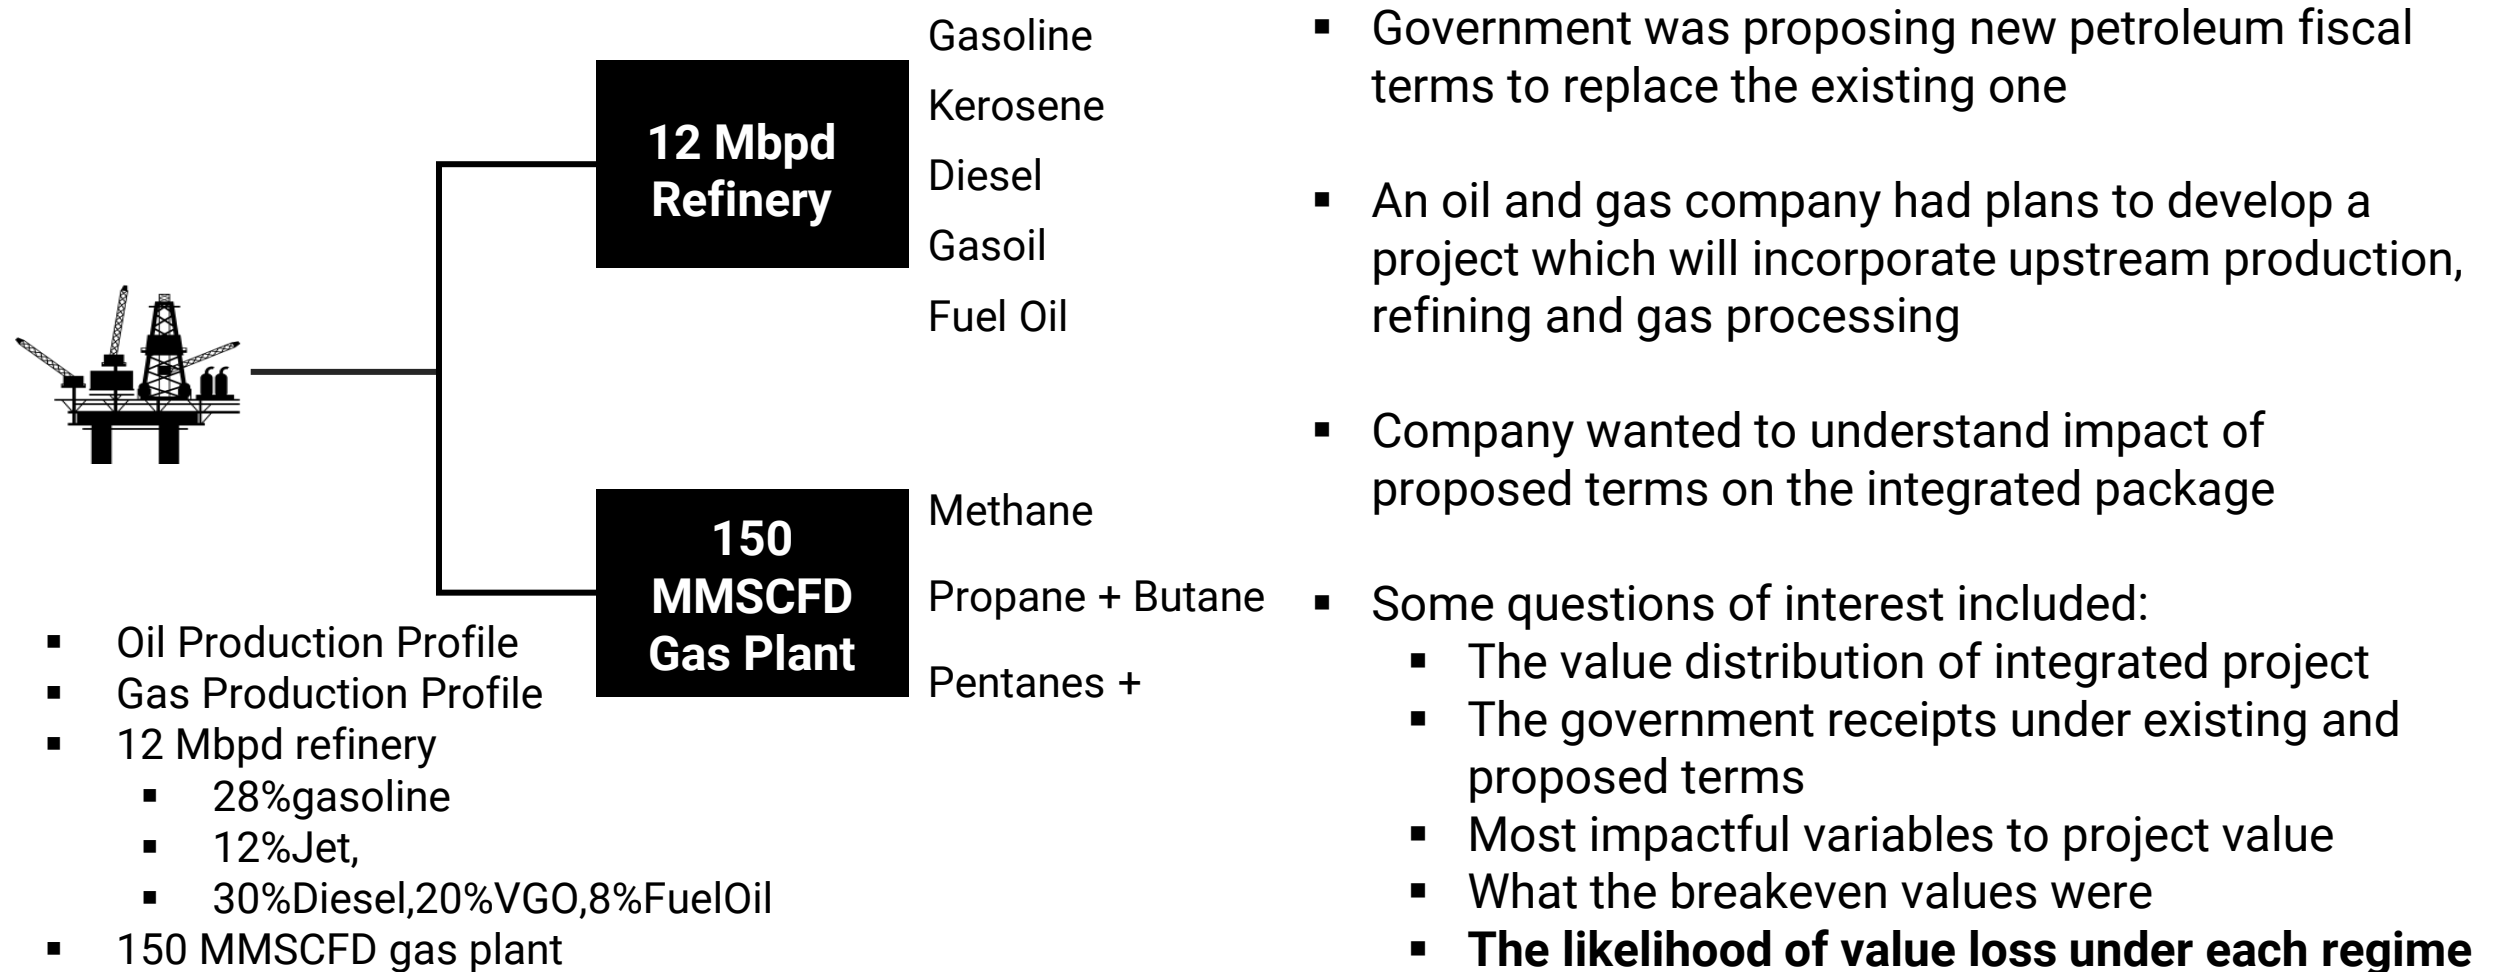 12 Mbpd
Refinery
Gasoline
Kerosene
Diesel
Gasoil
Fuel Oil
150
MMSCFD
Gas Plant
Methane
Propane + Butane
Pentanes +
▪ Oil Production Profile
▪ Gas Production Profile
▪ 12 Mbpd refinery
▪ 28%gasoline
▪ 12%Jet,
▪ 30%Diesel,20%VGO,8%FuelOil
▪ 150 MMSCFD gas plant
▪ Government was proposing new petroleum fiscal
terms to replace the existing one
▪ An oil and gas company had plans to develop a
project which will incorporate upstream production,
refining and gas processing
▪ Company wanted to understand impact of
proposed terms on the integrated package
▪ Some questions of interest included:
▪ The value distribution of integrated project
▪ The government receipts under existing and
proposed terms
▪ Most impactful variables to project value
▪ What the breakeven values were
▪ The likelihood of value loss under each regime